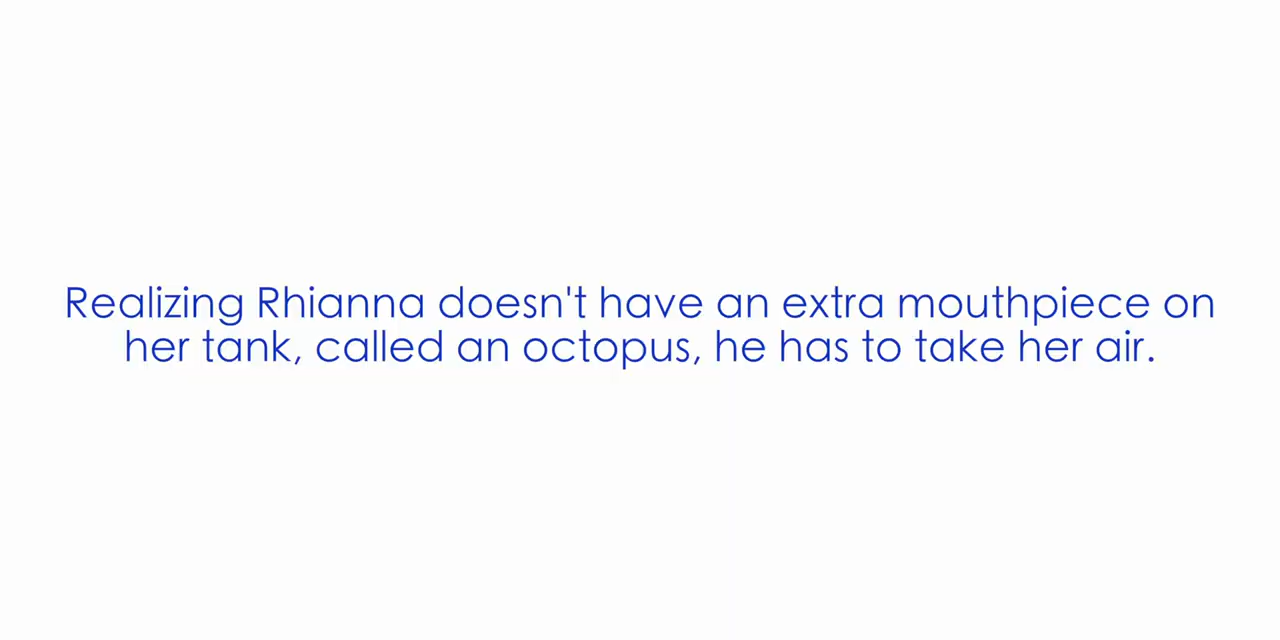 Realizing Rhianna doesn't have an extra mouthpiece on
her tank, called an octopus, he has to take her air.